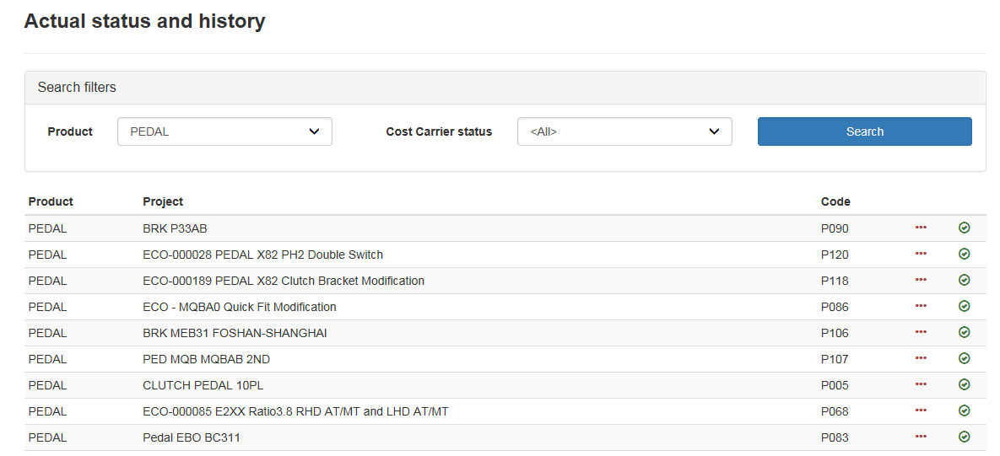 Actual status and history
Search filters
Product PEDAL Cost Carrier status <All> Search
Product Project Code
PEDAL BRK P33AB P090
PEDAL ECO-000028 PEDAL X82 PH2 Double Switch P120
PEDAL ECO-000189 PEDAL X82 Clutch Bracket Modification P118
PEDAL ECO - MQBA0 Quick Fit Modification P086
PEDAL BRK MEB31 FOSHAN-SHANGHAI P106
PEDAL PED MQB MQBAB 2ND P107
PEDAL CLUTCH PEDAL 10PL P005
PEDAL ECO-000085 E2XX Ratio3.8 RHD AT/MT and LHD AT/MT P068
PEDAL Pedal EBO BC311 P083